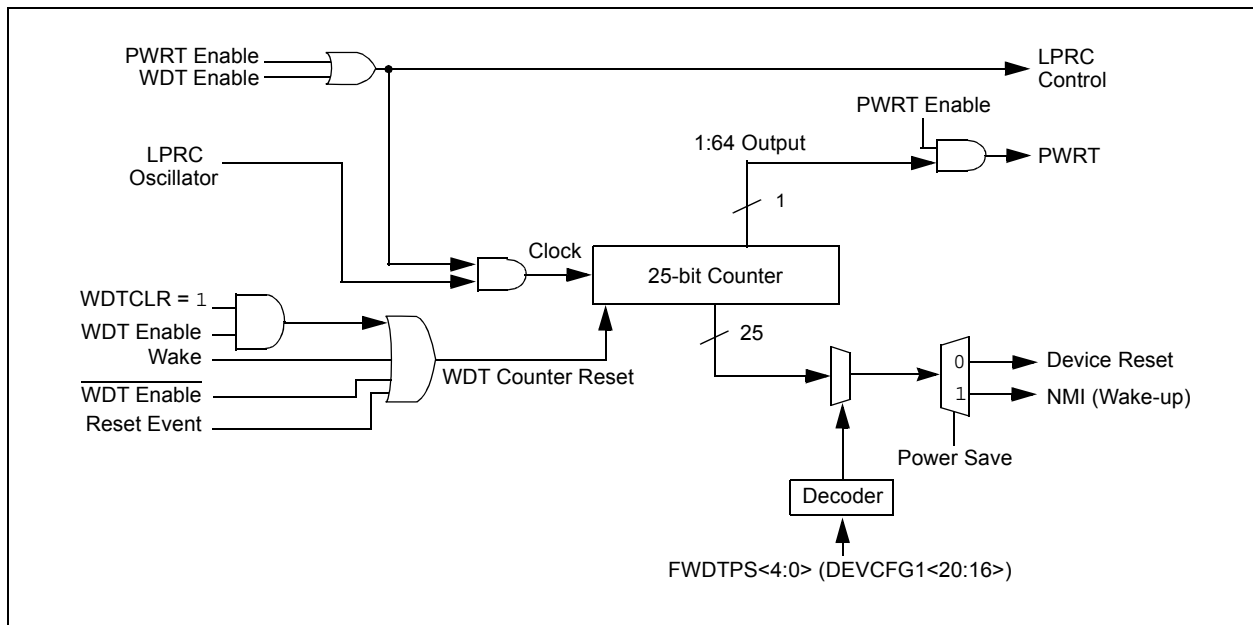 PWRT Enable
WDT Enable
LPRC
Control
PWRT Enable
1:64 Output
PWRT
LPRC
Oscillator
1
Clock
25-bit Counter
WDTCLR = 1
WDT Enable
Wake
WDT Enable
Reset Event
WDT Counter Reset
25
0
1
Device Reset
NMI (Wake-up)
Power Save
Decoder
FWDTPS<4:0> (DEVCFG1<20:16>)